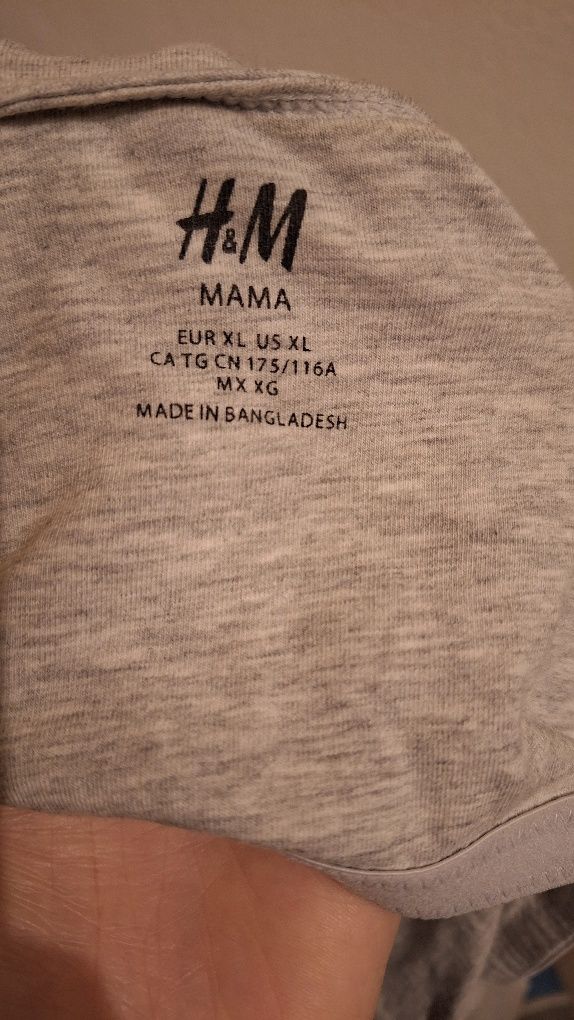 H&M
MAMA
EUR XL US XL
CA TG CN 175/116A
MX XG
MADE IN BANGLADESH